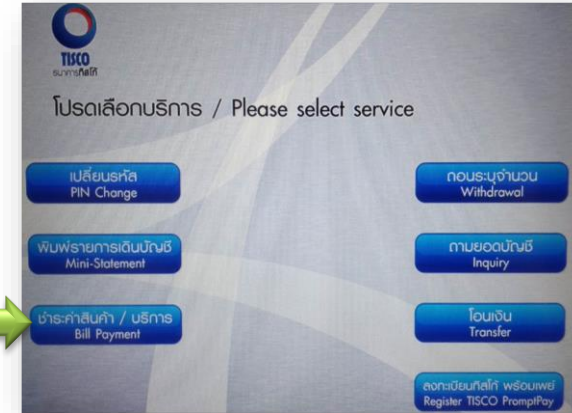 TISCO
ธนาคารทิสโก้
โปรดเลือกบริการ / Please select service
เปลี่ยนรหัส
PIN Change
ถอนระบุจำนวน
Withdrawal
พิมพ์รายการเดินบัญชี
Mini-Statement
ถามยอดบัญชี
Inquiry
ชำระค่าสินค้า / บริการ
Bill Payment
โอนเงิน
Transfer
ลงทะเบียนทิสโก้ พร้อมเพย์
Register TISCO PromptPay